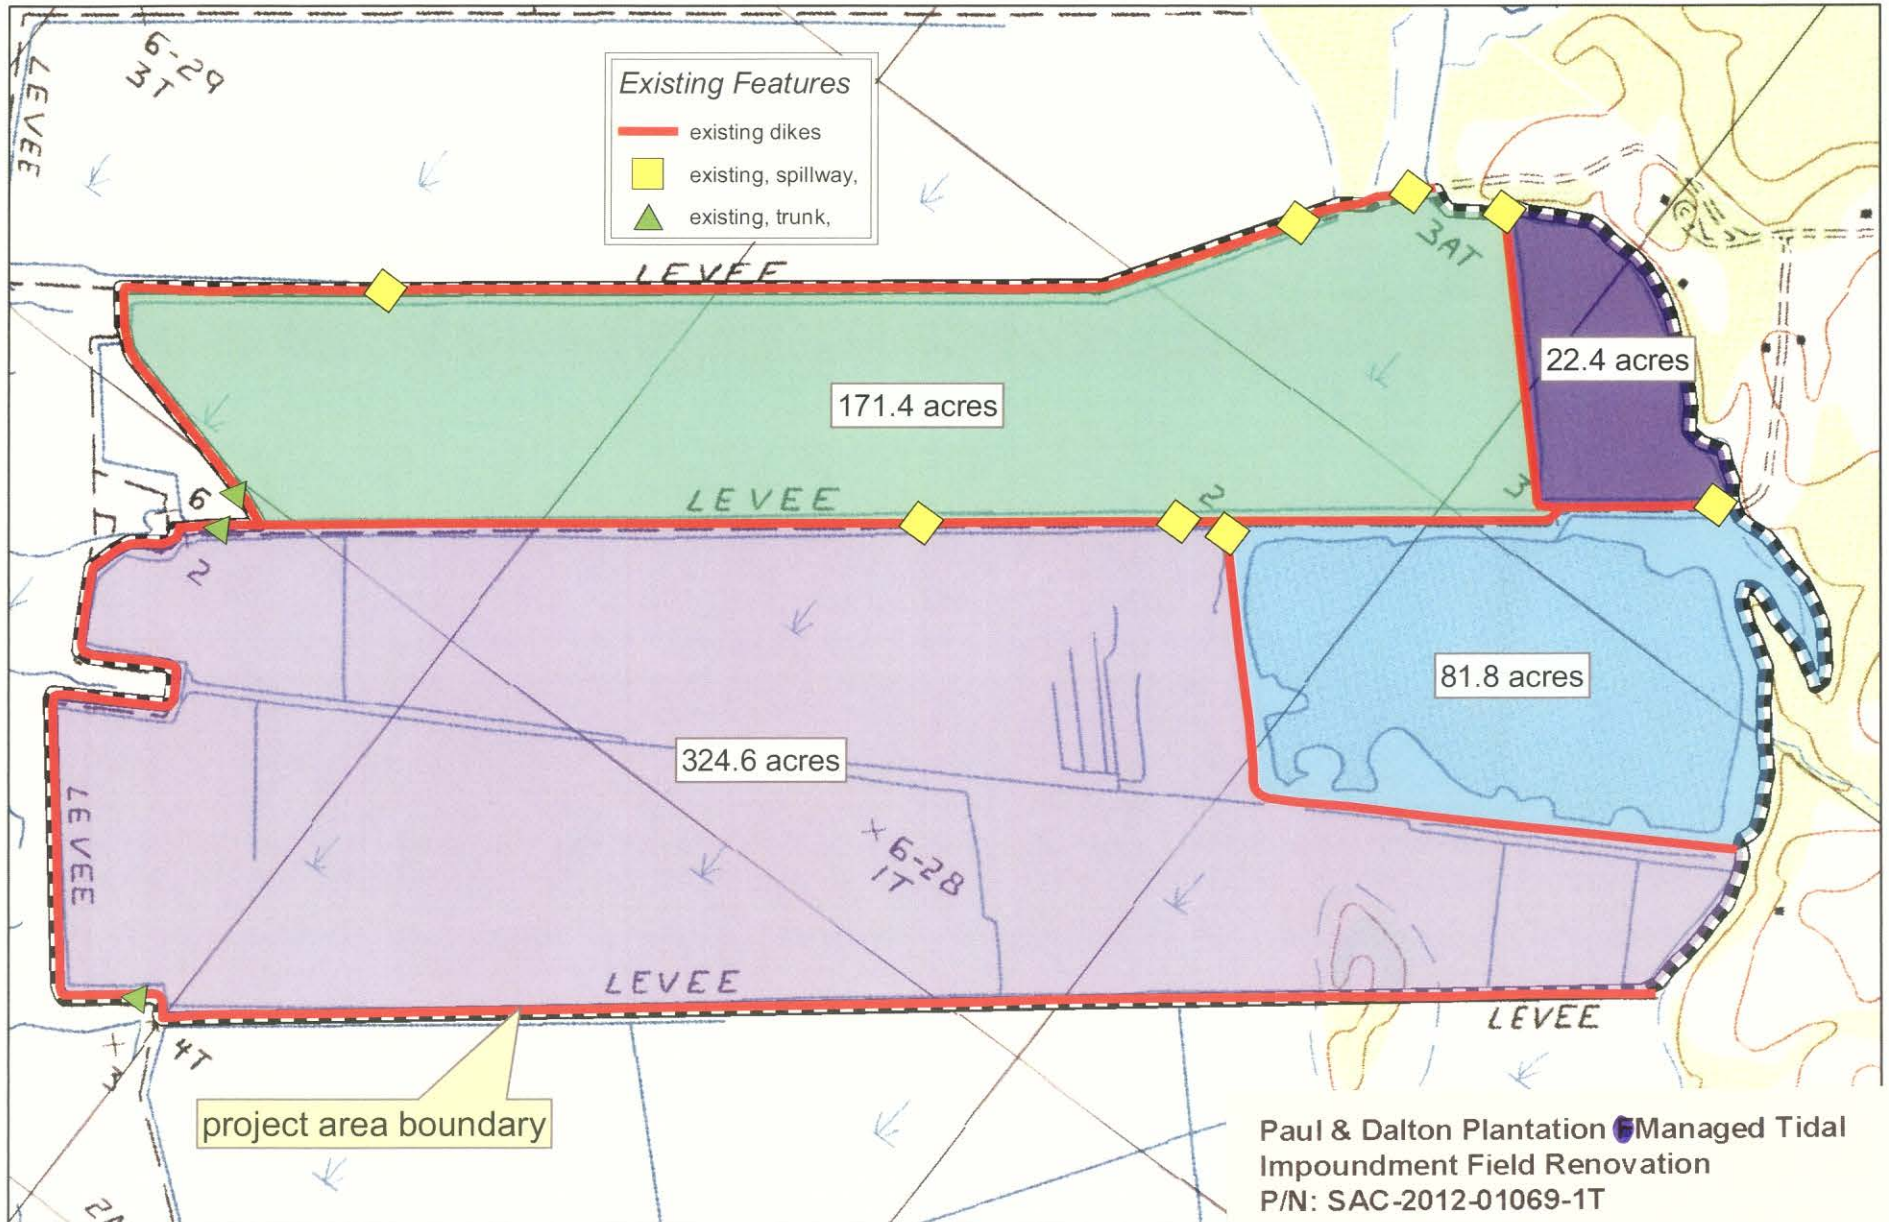 6-29
3T
LEVEE
Existing Features
existing dikes
existing, spillway,
existing, trunk,
LEVEE
3AT
22.4 acres
171.4 acres
6
LEVEE
2
3
2
81.8 acres
324.6 acres
LEVEE
6-28
1T
LEVEE
LEVEE
4T
3
project area boundary
Paul & Dalton Plantation Managed Tidal
Impoundment Field Renovation
P/N: SAC-2012-01069-1T